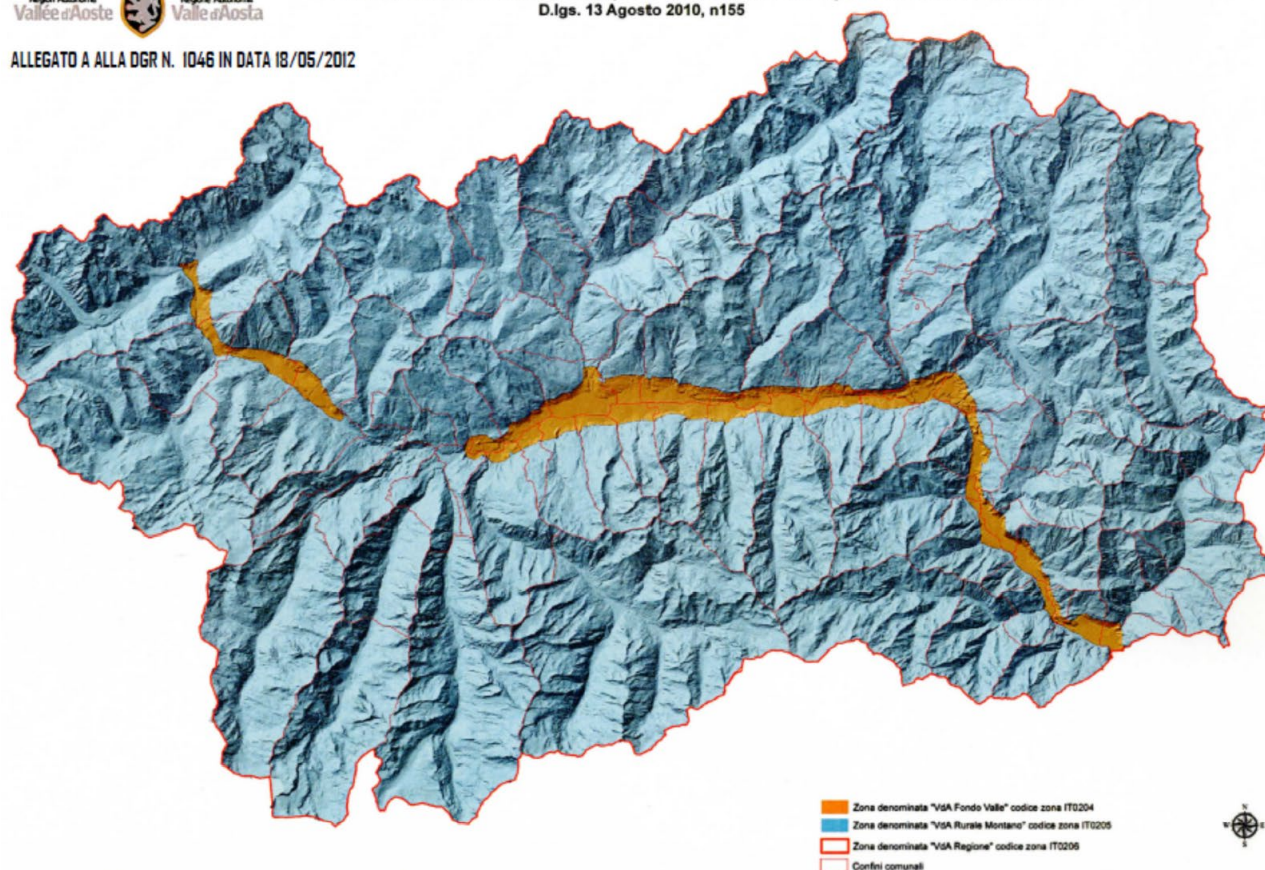 Vallée d'Aoste
Valle d'Aosta
D.lgs. 13 Agosto 2010, n155
ALLEGATO A ALLA DGR N. 1046 IN DATA 18/05/2012
Zona denominata "VdA Fondo Valle" codice zona IT0204
Zona denominata "VdA Rurale Montano" codice zona IT0205
Zona denominata "VdA Regione" codice zona IT0206
Confini comunali
N
W E
S